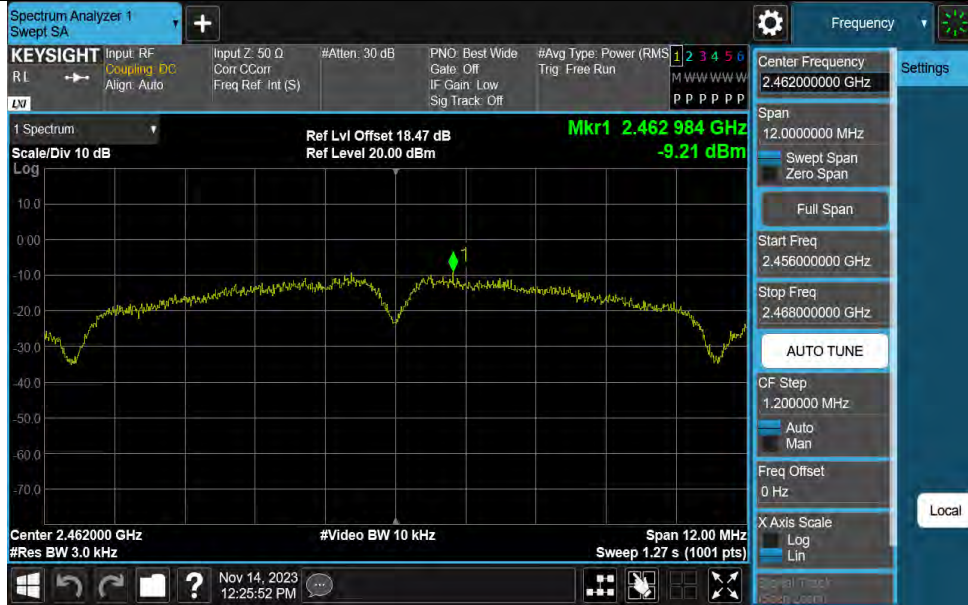 Spectrum Analyzer 1
Swept SA
Frequency
KEYSIGHT
RL
LXI
Input: RF
Coupling: DC
Align: Auto
Input Z: 50 Ω
Corr CCorr
Freq Ref: Int (S)
#Atten: 30 dB
PNO: Best Wide
Gate: Off
IF Gain: Low
Sig Track: Off
#Avg Type: Power (RMS
Trig: Free Run
1 2 3 4 5 6
M W W W W W
P P P P P P
1 Spectrum
Scale/Div 10 dB
Log
Ref Lvl Offset 18.47 dB
Ref Level 20.00 dBm
Mkr1 2.462 984 GHz
-9.21 dBm
10.0
0.00
-10.0
-20.0
-30.0
-40.0
-50.0
-60.0
-70.0
1
Center 2.462000 GHz
#Res BW 3.0 kHz
#Video BW 10 kHz
Span 12.00 MHz
Sweep 1.27 s (1001 pts)
Center Frequency
2.462000000 GHz
Span
12.0000000 MHz
Swept Span
Zero Span
Full Span
Start Freq
2.456000000 GHz
Stop Freq
2.468000000 GHz
AUTO TUNE
CF Step
1.200000 MHz
Auto
Man
Freq Offset
0 Hz
X Axis Scale
Log
Lin
Signal Track
(Span Zoom)
Settings
Local
?
Nov 14, 2023
12:25:52 PM